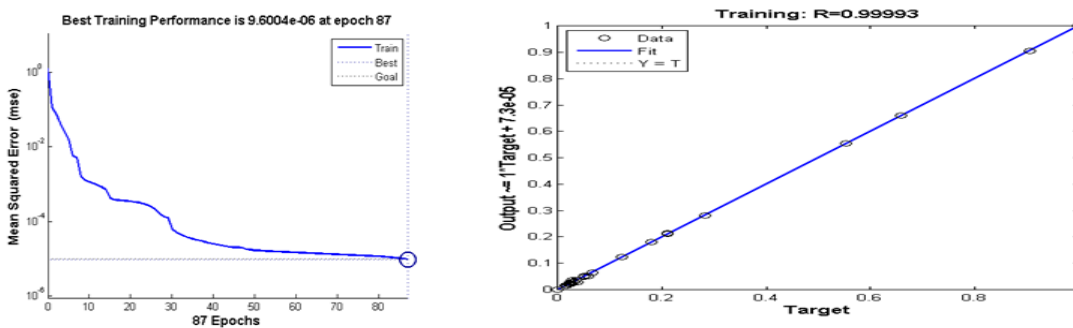 Best Training Performance is 9.6004e-06 at epoch 87
Mean Squared Error (mse)
10^0
10^-2
10^-4
10^-6
Train
Best
Goal
0 10 20 30 40 50 60 70 80
87 Epochs
Training: R=0.99993
Output ~= 1*Target + 7.3e-05
1
0.9
0.8
0.7
0.6
0.5
0.4
0.3
0.2
0.1
0
Data
Fit
Y = T
0 0.2 0.4 0.6 0.8
Target